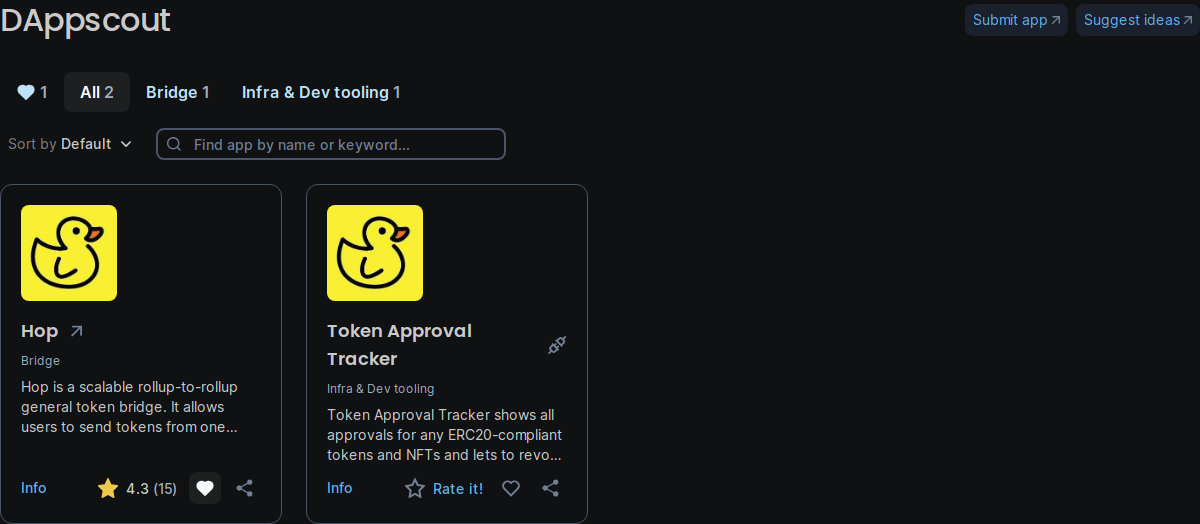 DAppscout
Submit app
Suggest ideas
1
All 2
Bridge 1
Infra & Dev tooling 1
Sort by Default
Find app by name or keyword...
Hop
Bridge
Hop is a scalable rollup-to-rollup
general token bridge. It allows
users to send tokens from one...
Info
4.3 (15)
Token Approval
Tracker
Infra & Dev tooling
Token Approval Tracker shows all
approvals for any ERC20-compliant
tokens and NFTs and lets to revo...
Info
Rate it!